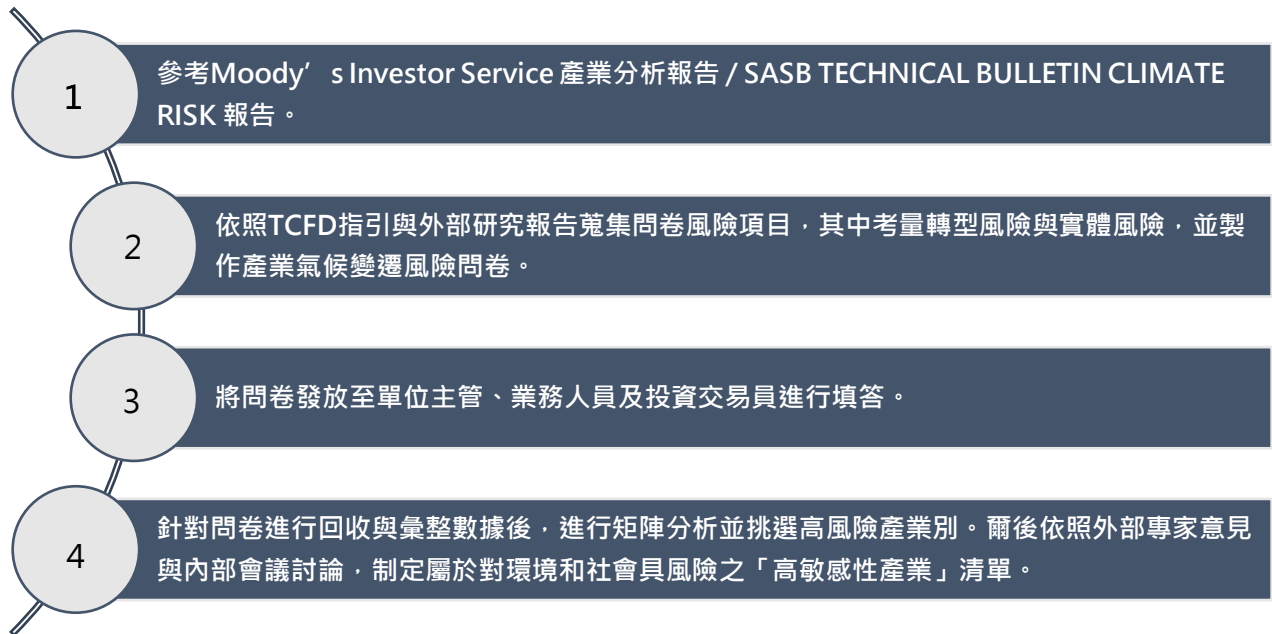 1
參考Moody’s Investor Service 產業分析報告 / SASB TECHNICAL BULLETIN CLIMATE
RISK 報告。
2
依照TCFD指引與外部研究報告蒐集問卷風險項目，其中考量轉型風險與實體風險，並製
作產業氣候變遷風險問卷。
3
將問卷發放至單位主管、業務人員及投資交易員進行填答。
4
針對問卷進行回收與彙整數據後，進行矩陣分析並挑選高風險產業別。爾後依照外部專家意見
與內部會議討論，制定屬於對環境和社會具風險之「高敏感性產業」清單。